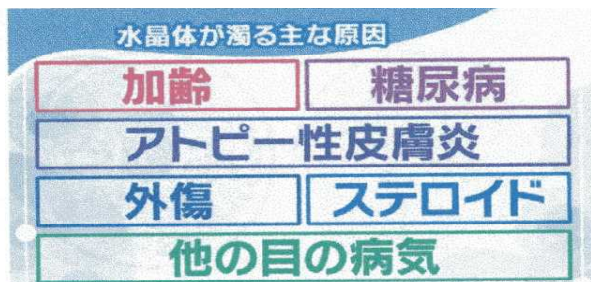 水晶体が濁る主な原因
加齢 糖尿病
アトピー性皮膚炎
外傷 ステロイド
他の目の病気